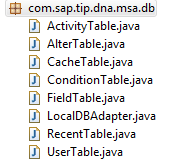 com.sap.tip.dna.msa.db
ActivityTable.java
AlterTable.java
CacheTable.java
ConditionTable.java
FieldTable.java
LocalDBAdapter.java
RecentTable.java
UserTable.java